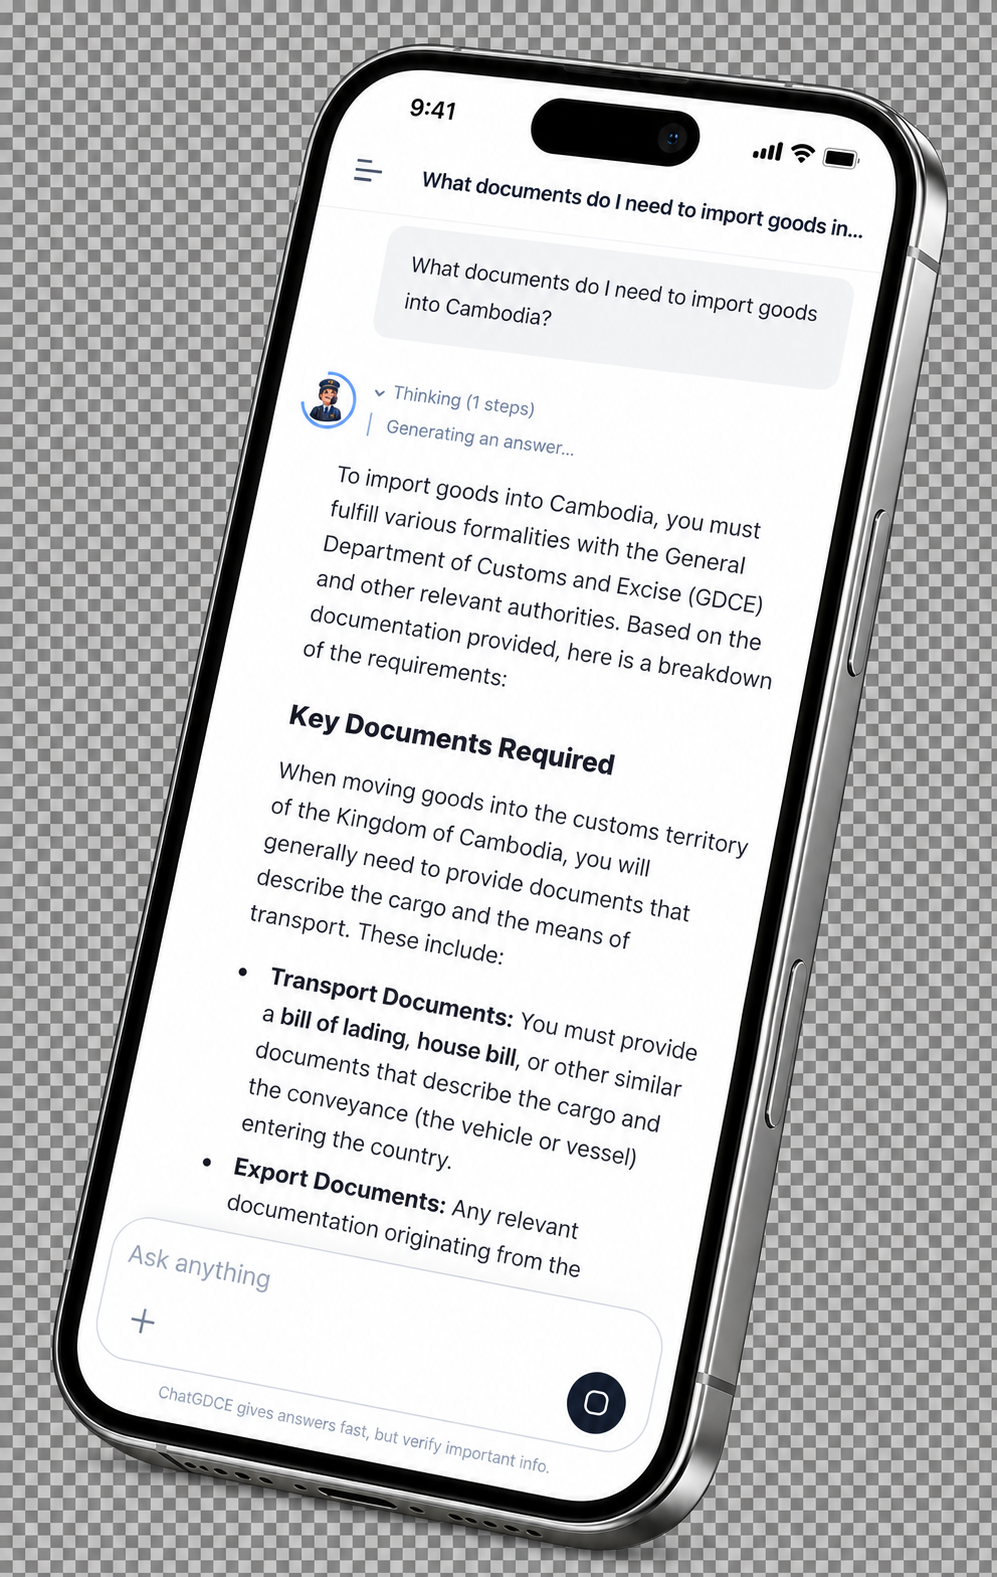 9:41
What documents do I need to import goods in...
What documents do I need to import goods
into Cambodia?
Thinking (1 steps)
Generating an answer...
To import goods into Cambodia, you must
fulfill various formalities with the General
Department of Customs and Excise (GDCE)
and other relevant authorities. Based on the
documentation provided, here is a breakdown
of the requirements:
Key Documents Required
When moving goods into the customs territory
of the Kingdom of Cambodia, you will
generally need to provide documents that
describe the cargo and the means of
transport. These include:
• Transport Documents: You must provide
a bill of lading, house bill, or other similar
documents that describe the cargo and
the conveyance (the vehicle or vessel)
entering the country.
• Export Documents: Any relevant
documentation originating from the
Ask anything
ChatGDCE gives answers fast, but verify important info.